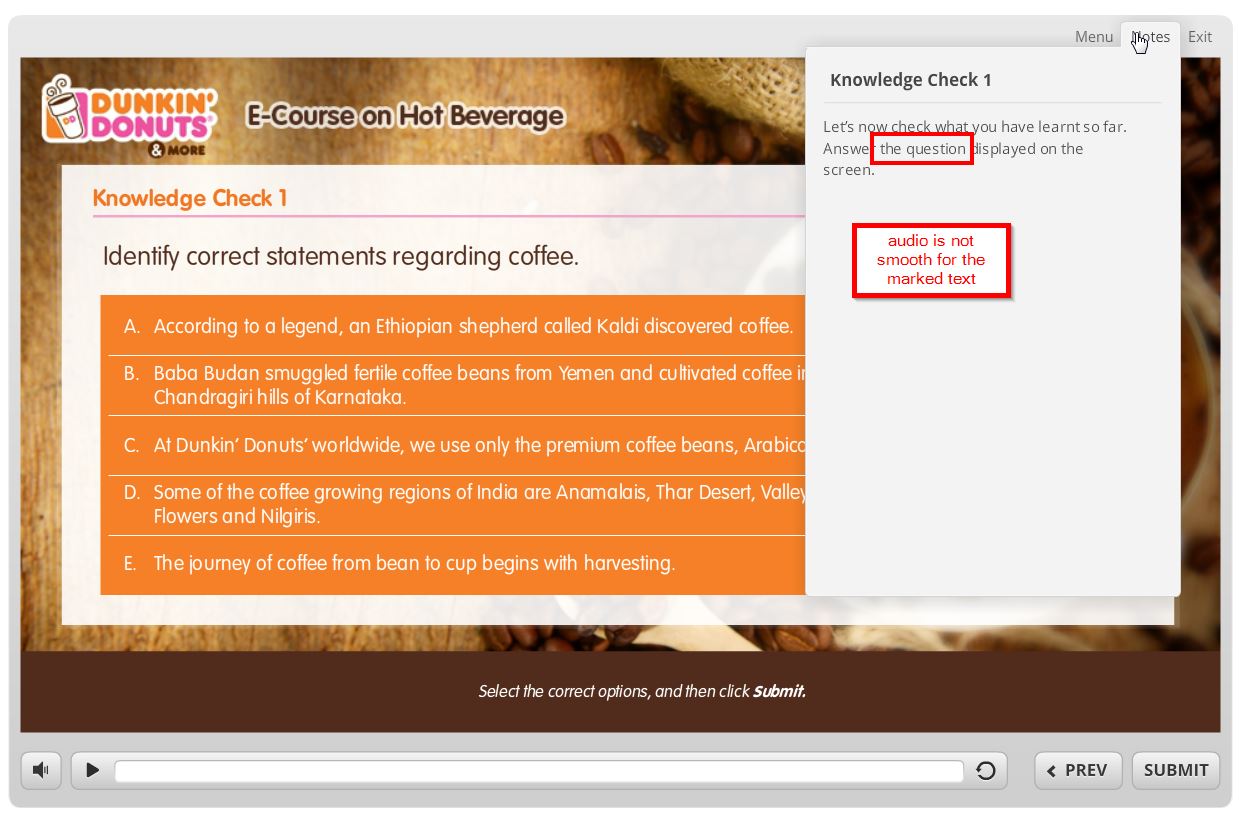 Menu Notes Exit
DUNKIN'
DONUTS
& MORE
DD
E-Course on Hot Beverage
Knowledge Check 1
Identify correct statements regarding coffee.
A. According to a legend, an Ethiopian shepherd called Kaldi discovered coffee.
B. Baba Budan smuggled fertile coffee beans from Yemen and cultivated coffee
Chandragiri hills of Karnataka.
C. At Dunkin' Donuts' worldwide, we use only the premium coffee beans,
D. Some of the coffee growing regions of India are Anamalais, Thar Desert, Valley
Flowers and Nilgiris.
E. The journey of coffee from bean to cup begins with harvesting.
Knowledge Check 1
Let's now check what you have learnt so far.
Answer the question displayed on the
screen.
audio is not
smooth for the
marked text
Select the correct options, and then click Submit.
PREV
SUBMIT